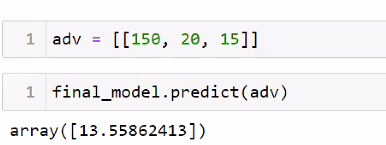 1 adv = [[150, 20, 15]]
1 final_model.predict(adv)
array([13.55862413])